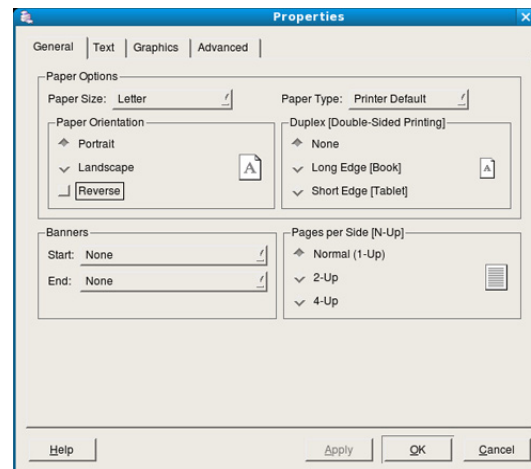 Properties
General Text Graphics Advanced
Paper Options
Paper Size: Letter Paper Type: Printer Default
Paper Orientation Duplex [Double-Sided Printing]
Portrait None
Landscape A Long Edge [Book] A
Reverse Short Edge [Tablet]
Banners Pages per Side [N-Up]
Start: None Normal (1-Up)
End: None 2-Up
4-Up
Help Apply OK Cancel